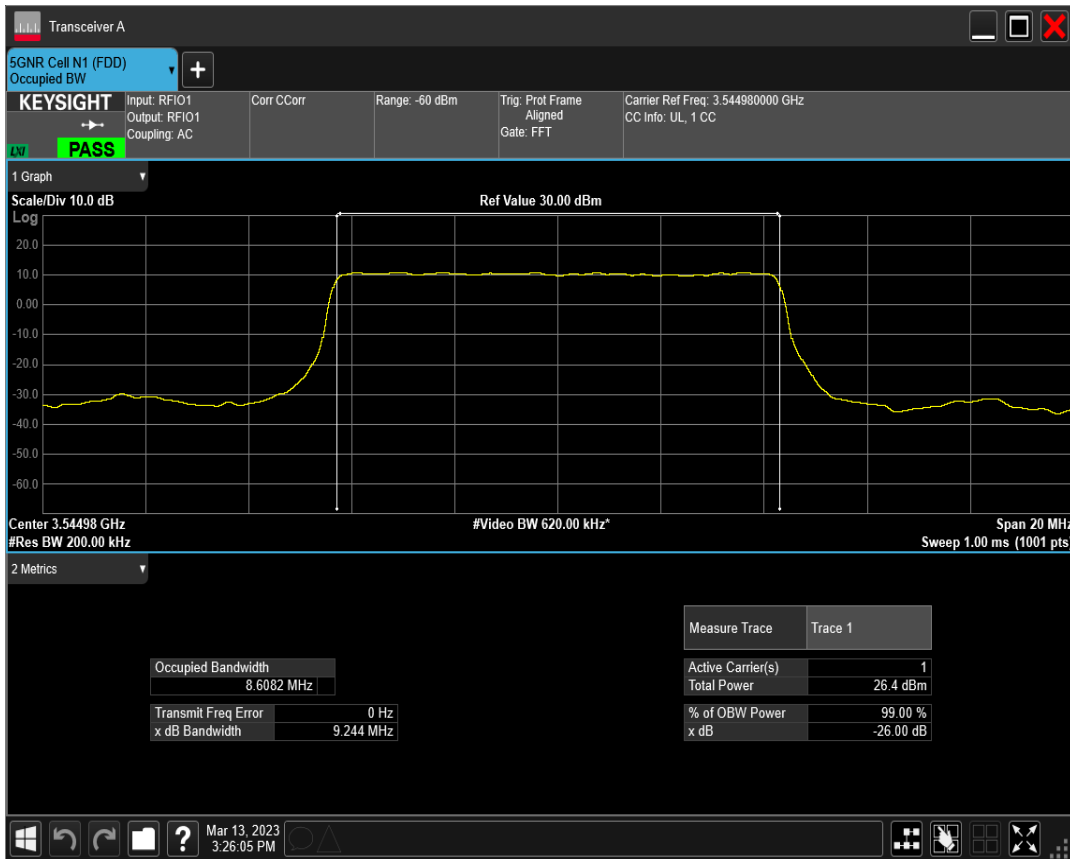 Transceiver A
5GNR Cell N1 (FDD)
Occupied BW
+
KEYSIGHT
LXI
PASS
Input: RFIO1
Output: RFIO1
Coupling: AC
Corr CCorr
Range: -60 dBm
Trig: Prot Frame
Aligned
Gate: FFT
Carrier Ref Freq: 3.544980000 GHz
CC Info: UL, 1 CC
1 Graph
Scale/Div 10.0 dB
Ref Value 30.00 dBm
Log
20.0
10.0
0.00
-10.0
-20.0
-30.0
-40.0
-50.0
-60.0
Center 3.54498 GHz
#Video BW 620.00 kHz*
Span 20 MHz
#Res BW 200.00 kHz
Sweep 1.00 ms (1001 pts)
2 Metrics
Measure Trace Trace 1
Occupied Bandwidth
8.6082 MHz
Active Carrier(s) 1
Total Power 26.4 dBm
Transmit Freq Error 0 Hz
x dB Bandwidth 9.244 MHz
% of OBW Power 99.00 %
x dB -26.00 dB
?
Mar 13, 2023
3:26:05 PM